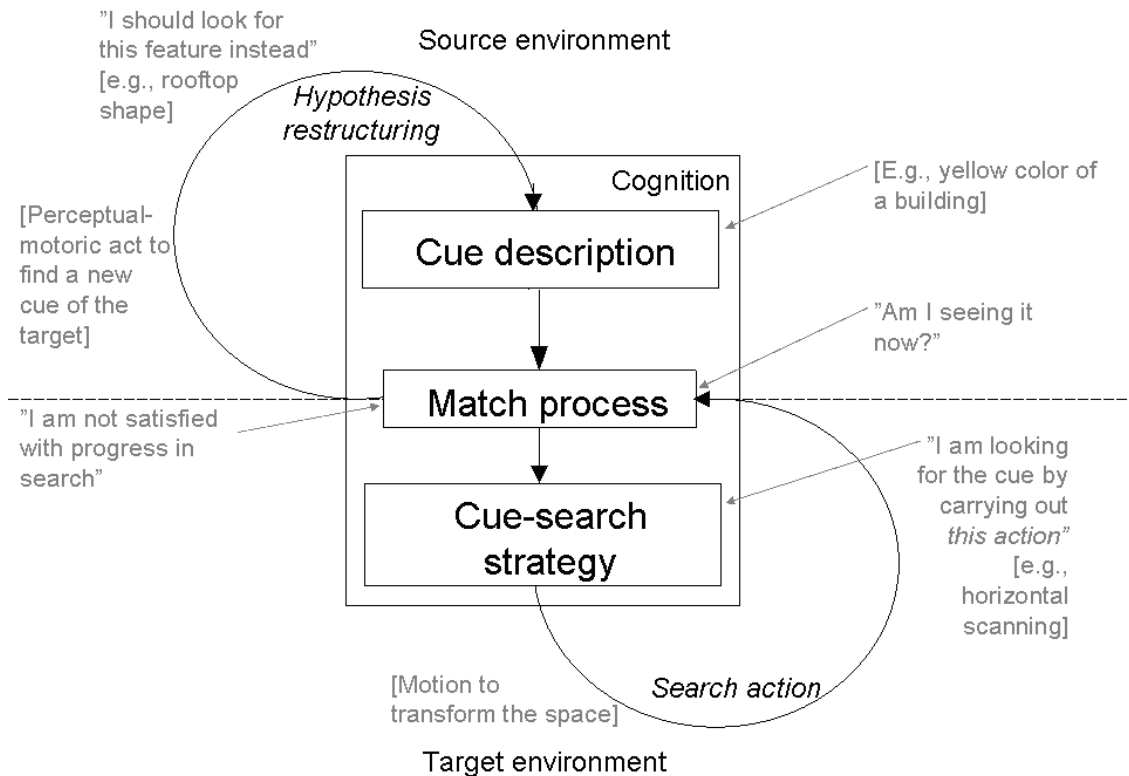 ”I should look for
this feature instead”
[e.g., rooftop
shape]
Source environment
Hypothesis
restructuring
Cognition
[E.g., yellow color of
a building]
[Perceptual-
motoric act to
find a new
cue of the
target]
Cue description
”Am I seeing it
now?”
Match process
”I am not satisfied
with progress in
search”
”I am looking
for the cue by
carrying out
this action”
[e.g.,
horizontal
scanning]
Cue-search
strategy
[Motion to
transform the space]
Search action
Target environment